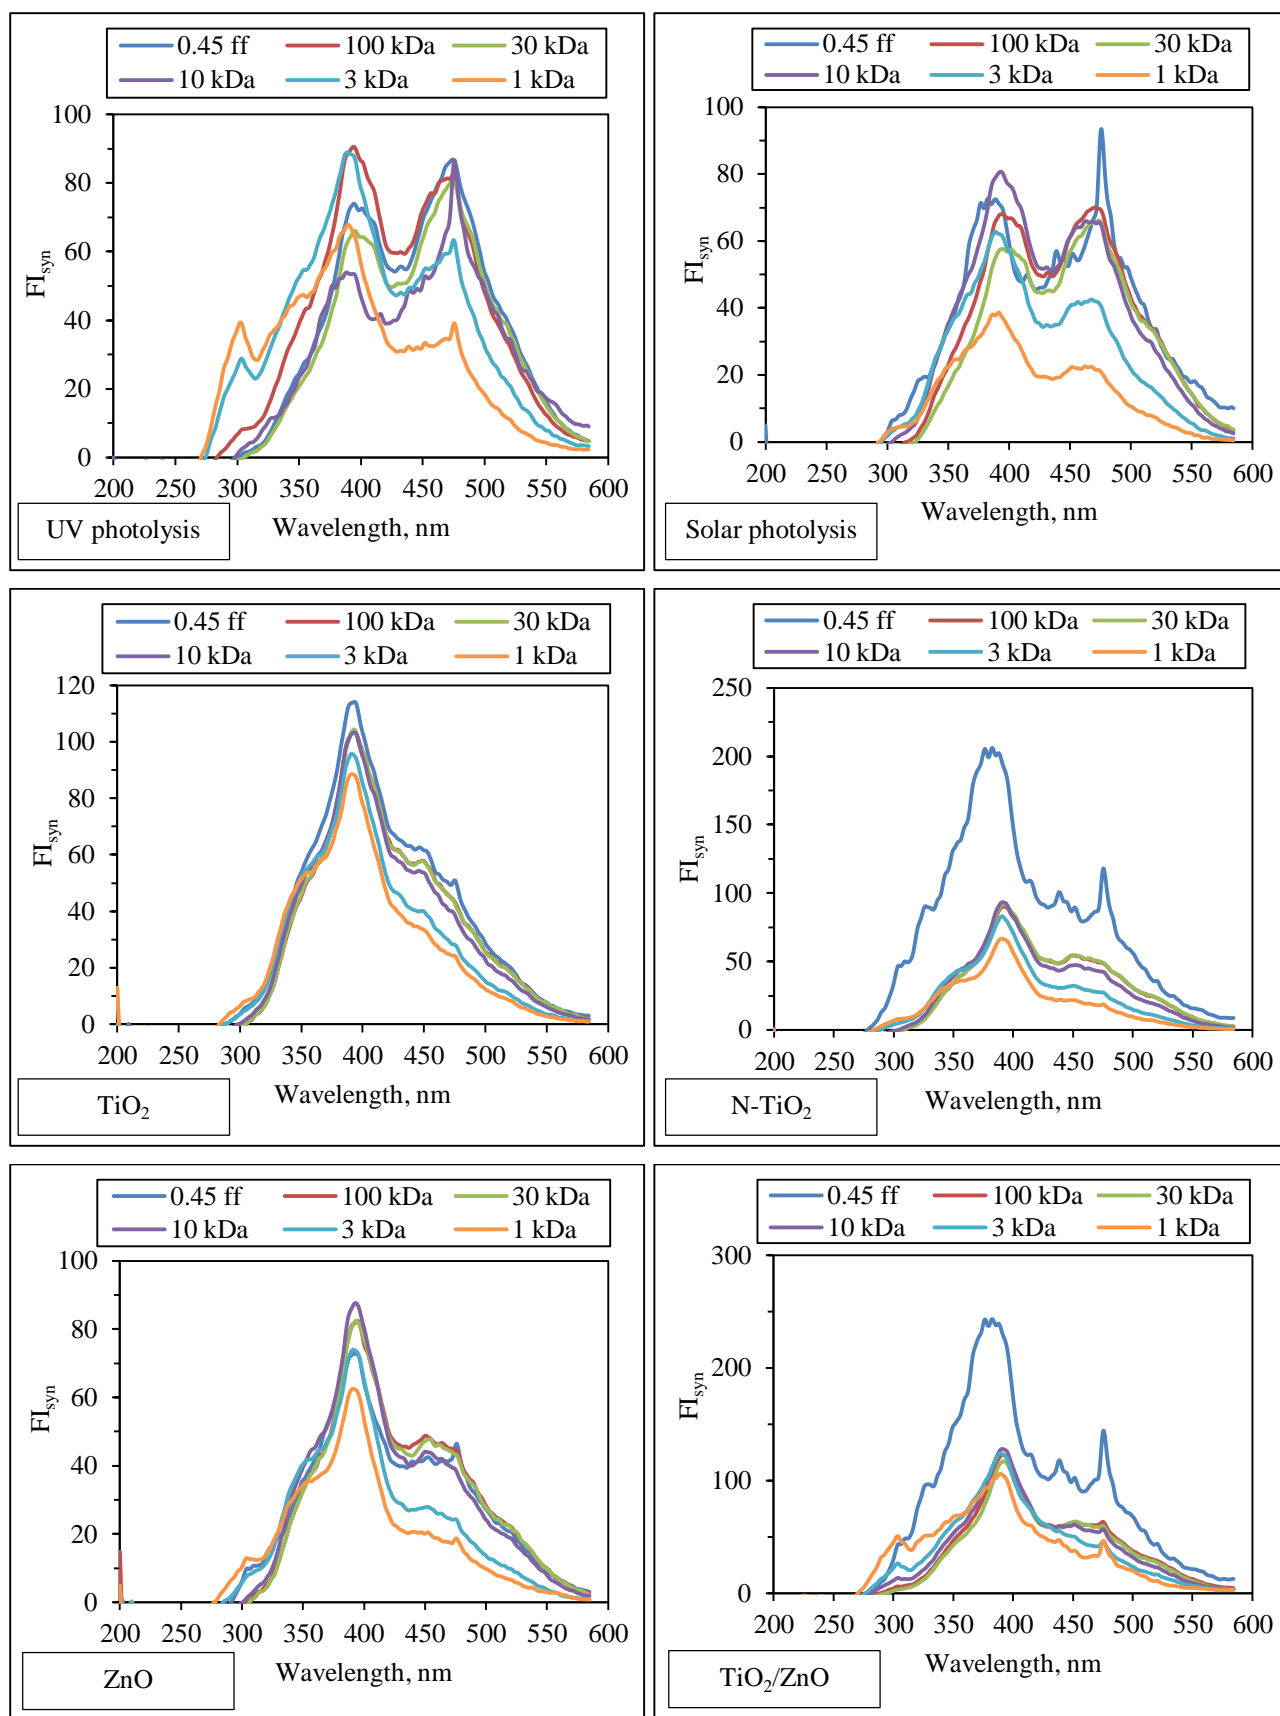 0.45 ff 100 kDa 30 kDa
10 kDa 3 kDa 1 kDa
100
80
60
40
20
0
FIsyn
200 250 300 350 400 450 500 550 600
Wavelength, nm
UV photolysis
0.45 ff 100 kDa 30 kDa
10 kDa 3 kDa 1 kDa
100
80
60
40
20
0
FIsyn
200 250 300 350 400 450 500 550 600
Wavelength, nm
Solar photolysis
0.45 ff 100 kDa 30 kDa
10 kDa 3 kDa 1 kDa
120
100
80
60
40
20
0
FIsyn
200 250 300 350 400 450 500 550 600
Wavelength, nm
TiO₂
0.45 ff 100 kDa 30 kDa
10 kDa 3 kDa 1 kDa
250
200
150
100
50
0
FIsyn
200 250 300 350 400 450 500 550 600
Wavelength, nm
N-TiO₂
0.45 ff 100 kDa 30 kDa
10 kDa 3 kDa 1 kDa
100
80
60
40
20
0
FIsyn
200 250 300 350 400 450 500 550 600
Wavelength, nm
ZnO
0.45 ff 100 kDa 30 kDa
10 kDa 3 kDa 1 kDa
300
200
100
0
FIsyn
200 250 300 350 400 450 500 550 600
Wavelength, nm
TiO₂/ZnO